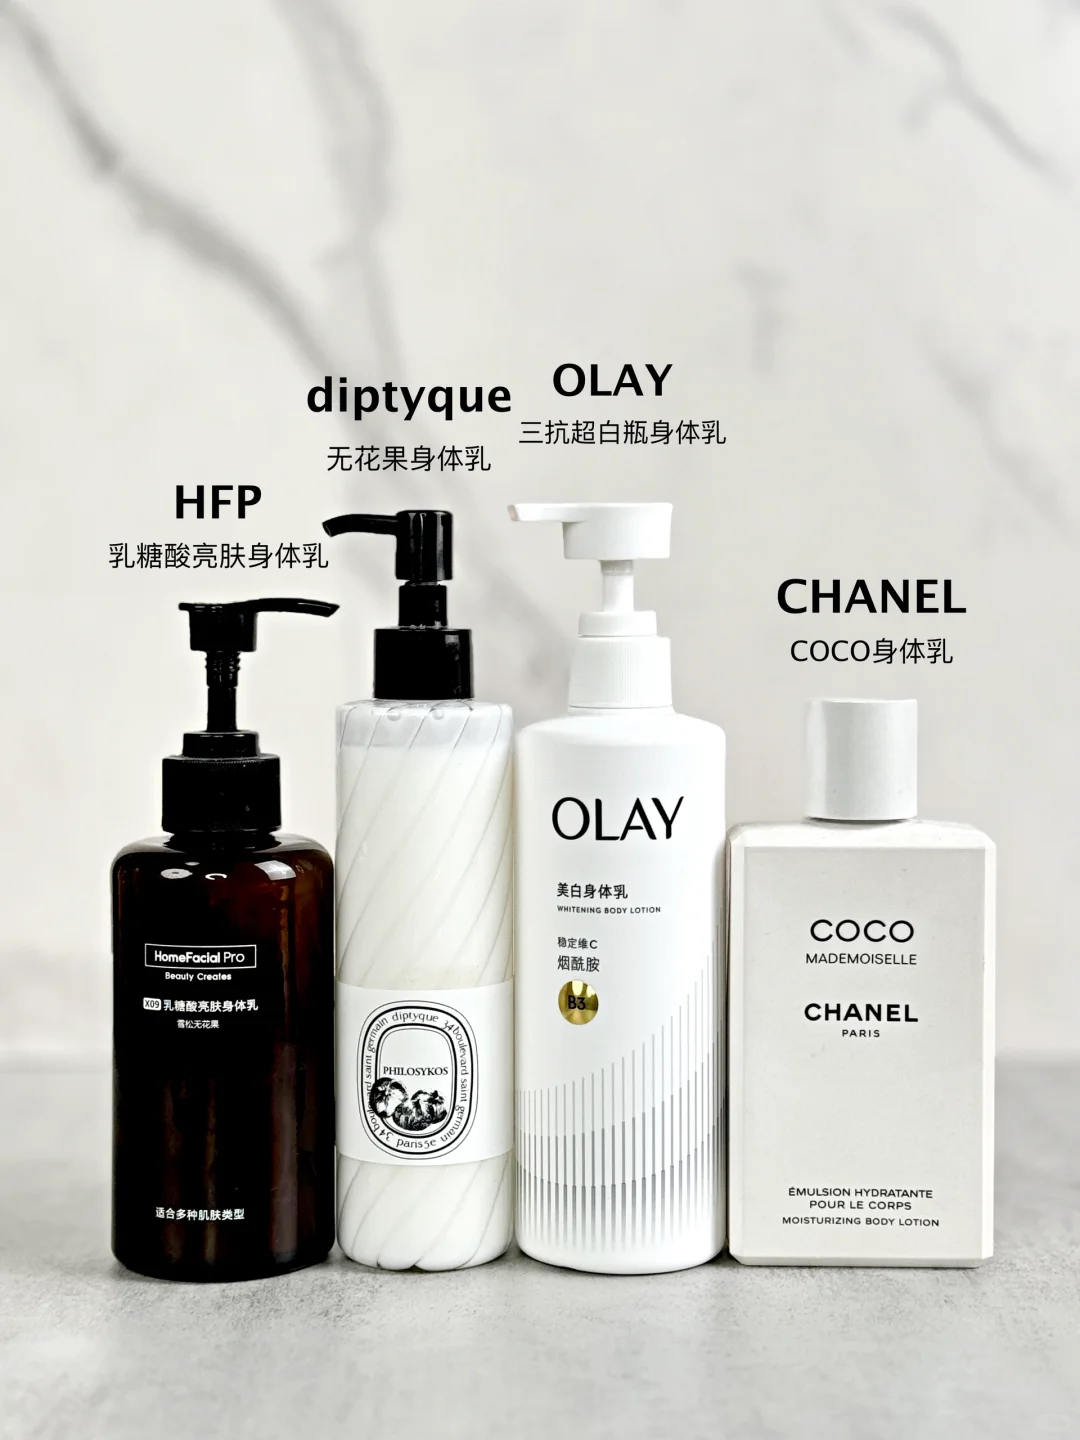 diptyque
无花果身体乳
OLAY
三抗超白瓶身体乳
HFP
乳糖酸亮肤身体乳
CHANEL
COCO身体乳
HomeFacial Pro
Beauty Creates
X09 乳糖酸亮肤身体乳
雪松无花果
适合多种肌肤类型
diptyque 34 boulevard saint germain paris5e 34 boulevard saint germain
PHILOSYKOS
OLAY
美白身体乳
WHITENING BODY LOTION
稳定维C
烟酰胺
B3
COCO
MADEMOISELLE
CHANEL
PARIS
ÉMULSION HYDRATANTE
POUR LE CORPS
MOISTURIZING BODY LOTION